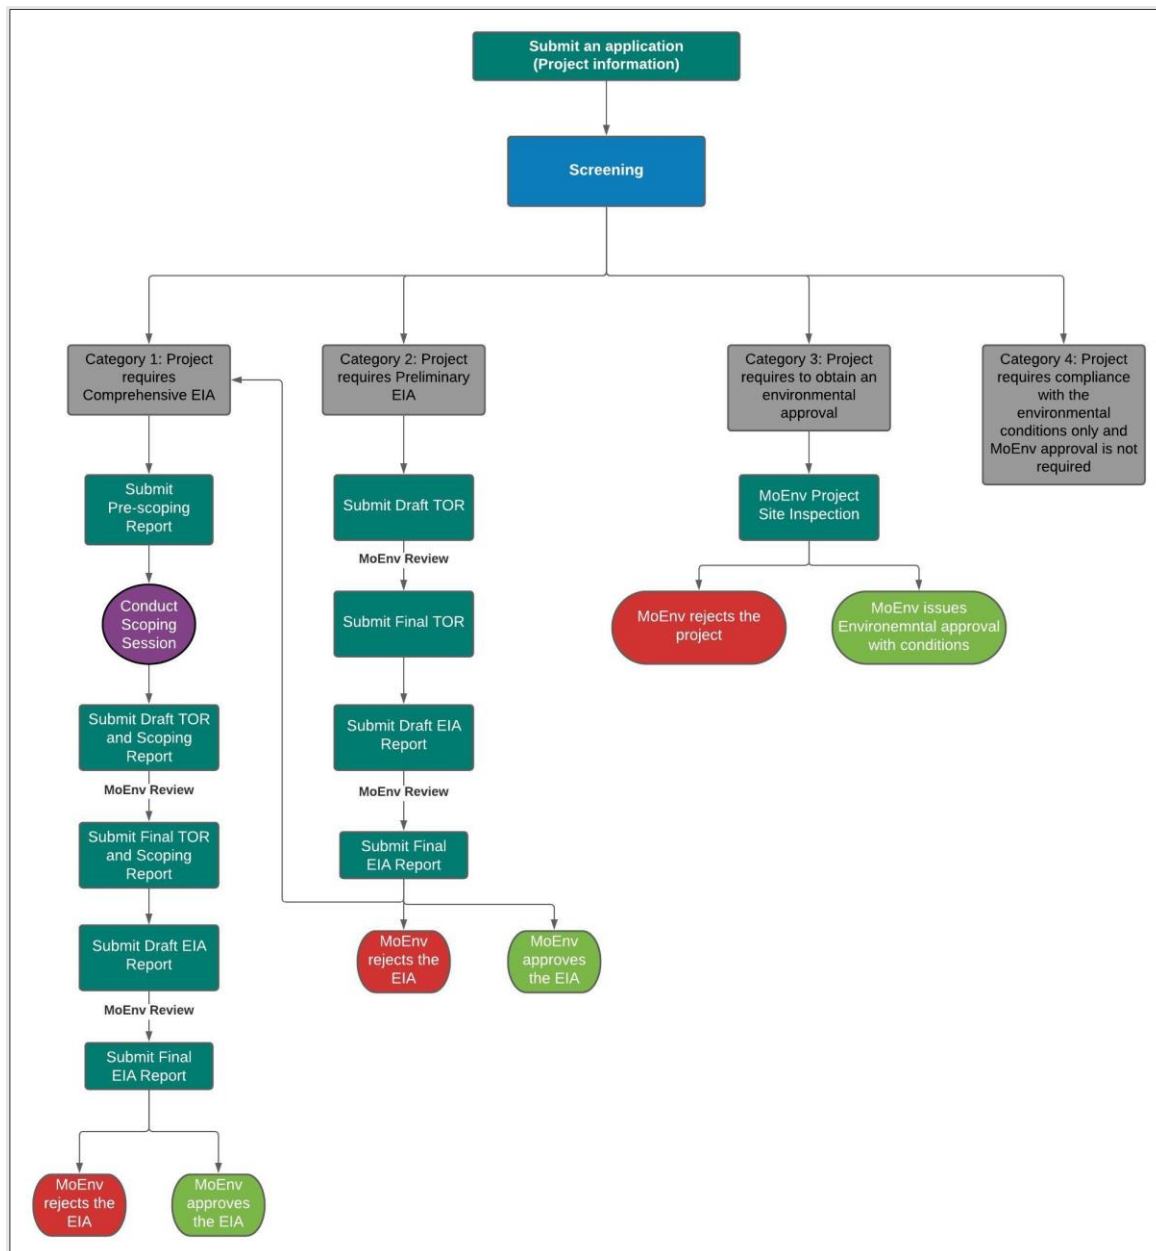 Submit an application
(Project information)
Screening
Category 1: Project
requires
Comprehensive EIA
Category 2: Project
requires Preliminary
EIA
Category 3: Project
requires to obtain an
environmental
approval
Category 4: Project
requires compliance
with the
environmental
conditions only and
MoEnv approval is not
required
Submit
Pre-scoping
Report
Conduct
Scoping
Session
Submit Draft TOR
and Scoping
Report
MoEnv Review
Submit Final TOR
and Scoping
Report
Submit Draft EIA
Report
MoEnv Review
Submit Final
EIA Report
MoEnv
rejects the
EIA
MoEnv
approves
the EIA
Submit Draft TOR
MoEnv Review
Submit Final TOR
Submit Draft EIA
Report
MoEnv Review
Submit Final
EIA Report
MoEnv
rejects the
EIA
MoEnv
approves
the EIA
MoEnv Project
Site Inspection
MoEnv rejects the
project
MoEnv issues
Environemntal approval
with conditions